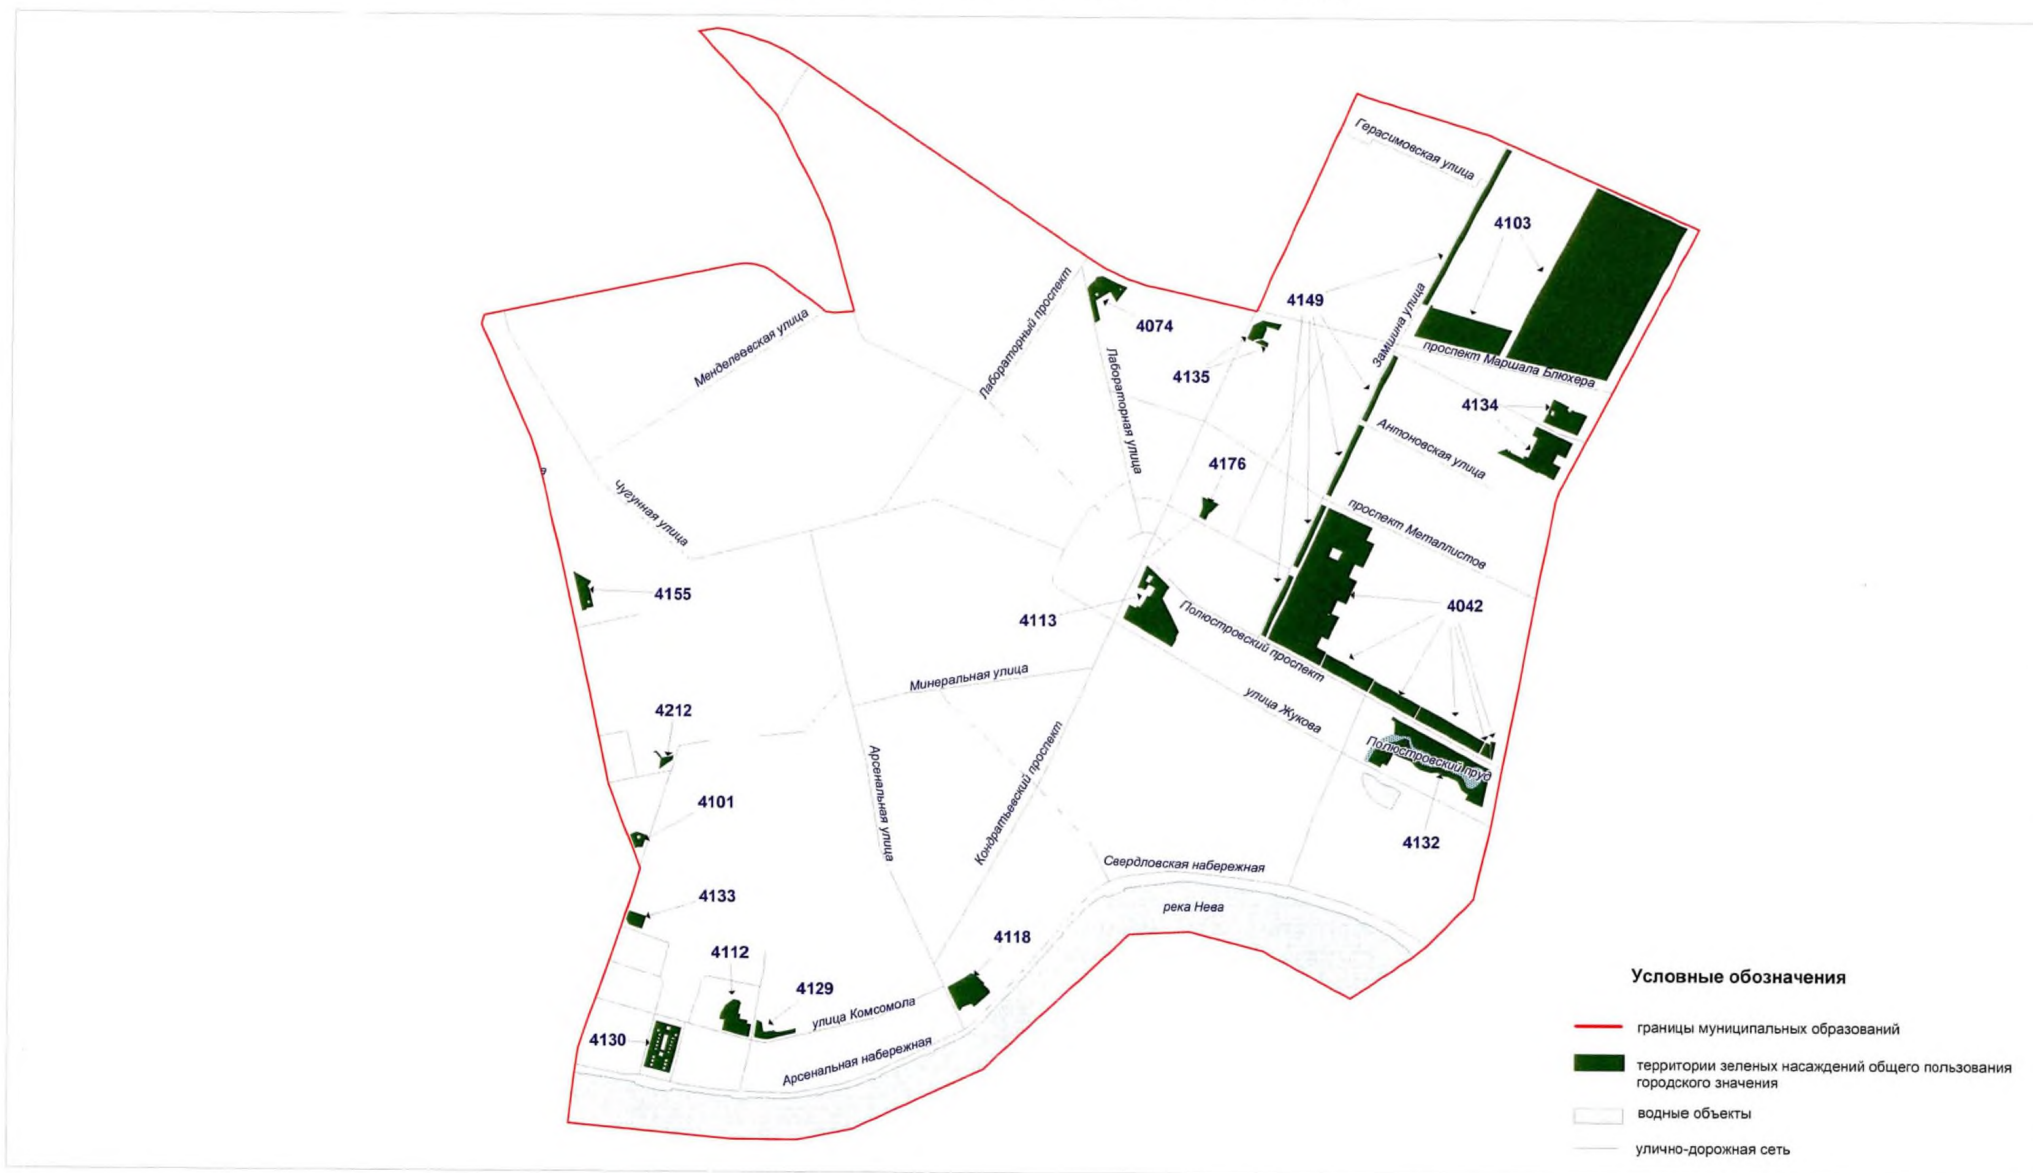 Герасимовская улица
4103
4149
Лабораторный проспект
4074
Замшина улица
Менделеевская улица
4135
Лабораторная улица
проспект Маршала Блюхера
4134
Антоновская улица
4176
в
Чугунная улица
проспект Металлистов
4155
4113
4042
Полюстровский проспект
Минеральная улица
улица Жукова
4212
Арсенальная улица
Кондратьевский проспект
Полюстровский пруд
4101
4132
Свердловская набережная
4133
река Нева
4118
4112
4129
улица Комсомола
4130
Арсенальная набережная
Условные обозначения
границы муниципальных образований
территории зеленых насаждений общего пользования
городского значения
водные объекты
улично-дорожная сеть